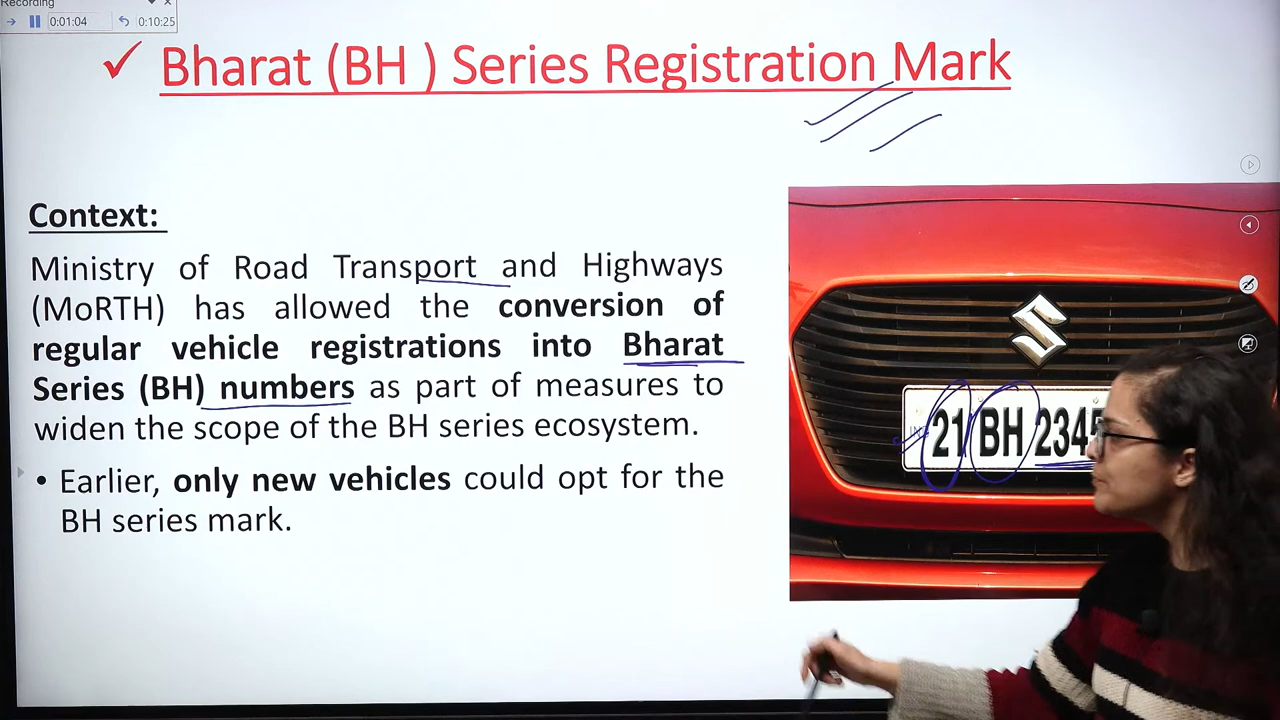 Recording
0:01:04
0:10:25
Bharat (BH ) Series Registration Mark
Context:
Ministry of Road Transport and Highways
(MoRTH) has allowed the conversion of
regular vehicle registrations into Bharat
Series (BH) numbers as part of measures to
widen the scope of the BH series ecosystem.
• Earlier, only new vehicles could opt for the
BH series mark.
21 BH 2345